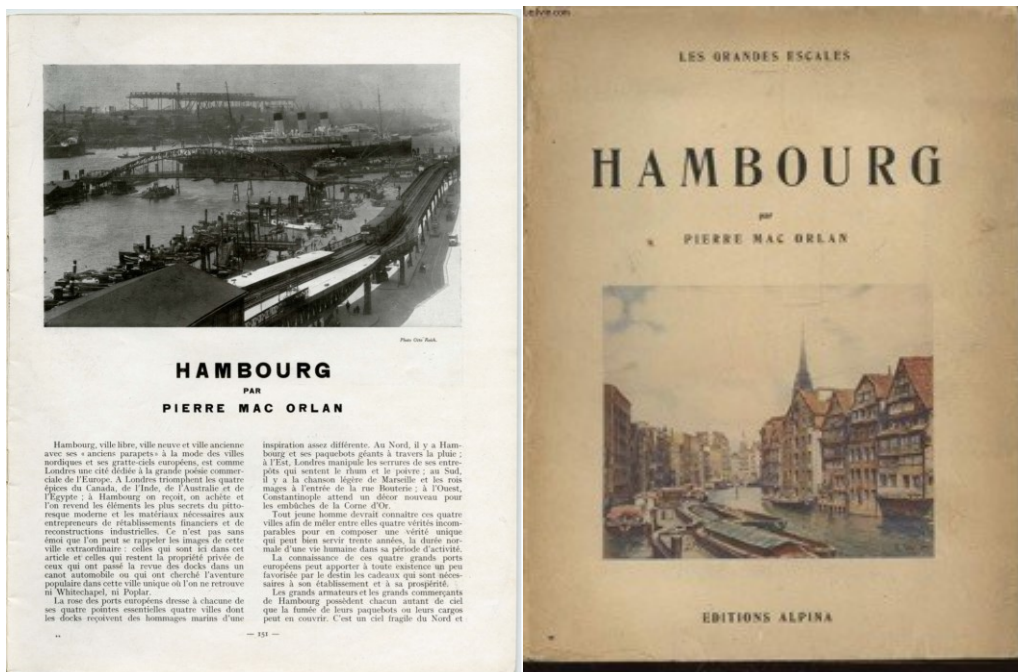 Photo Otto Reich.
HAMBOURG
PAR
PIERRE MAC ORLAN
Hambourg, ville libre, ville neuve et ville ancienne
avec ses « anciens parapets » à la mode des villes
nordiques et ses gratte-ciels européens, est comme
Londres une cité dédiée à la grande poésie commer-
ciale de l'Europe. A Londres triomphent les quatre
épices du Canada, de l'Inde, de l'Australie et de
l'Egypte ; à Hambourg on reçoit, on achète et
l'on revend les éléments les plus secrets du pitto-
resque moderne et les matériaux nécessaires aux
entrepreneurs de rétablissements financiers et de
reconstructions industrielles. Ce n'est pas sans
émoi que l'on peut se rappeler les images de cette
ville extraordinaire : celles qui sont ici dans cet
article et celles qui restent la propriété privée de
ceux qui ont passé la revue des docks dans un
canot automobile ou qui ont cherché l'aventure
populaire dans cette ville unique où l'on ne retrouve
ni Whitechapel, ni Poplar.
La rose des ports européens dresse à chacune de
ses quatre pointes essentielles quatre villes dont
les docks reçoivent des hommages marins d'une
inspiration assez différente. Au Nord, il y a Ham-
bourg et ses paquebots géants à travers la pluie ;
à l'Est, Londres manipule les serrures de ses entre-
pôts qui sentent le rhum et le poivre ; au Sud,
il y a la chanson légère de Marseille et les rois
mages à l'entrée de la rue Bouterie ; à l'Ouest,
Constantinople attend un décor nouveau pour
les embûches de la Corne d'Or.
Tout jeune homme devrait connaître ces quatre
villes afin de mêler entre elles quatre vérités incom-
parables pour en composer une vérité unique
qui peut bien servir trente années, la durée nor-
male d'une vie humaine dans sa période d'activité.
La connaissance de ces quatre grands ports
européens peut apporter à toute existence un peu
favorisée par le destin les cadeaux qui sont néces-
saires à son établissement et à sa prospérité.
Les grands armateurs et les grands commerçants
de Hambourg possèdent chacun autant de ciel
que la fumée de leurs paquebots ou leurs cargos
peut en couvrir. C'est un ciel fragile du Nord et
— 151 —
LES GRANDES ESCALES
HAMBOURG
par
PIERRE MAC ORLAN
EDITIONS ALPINA